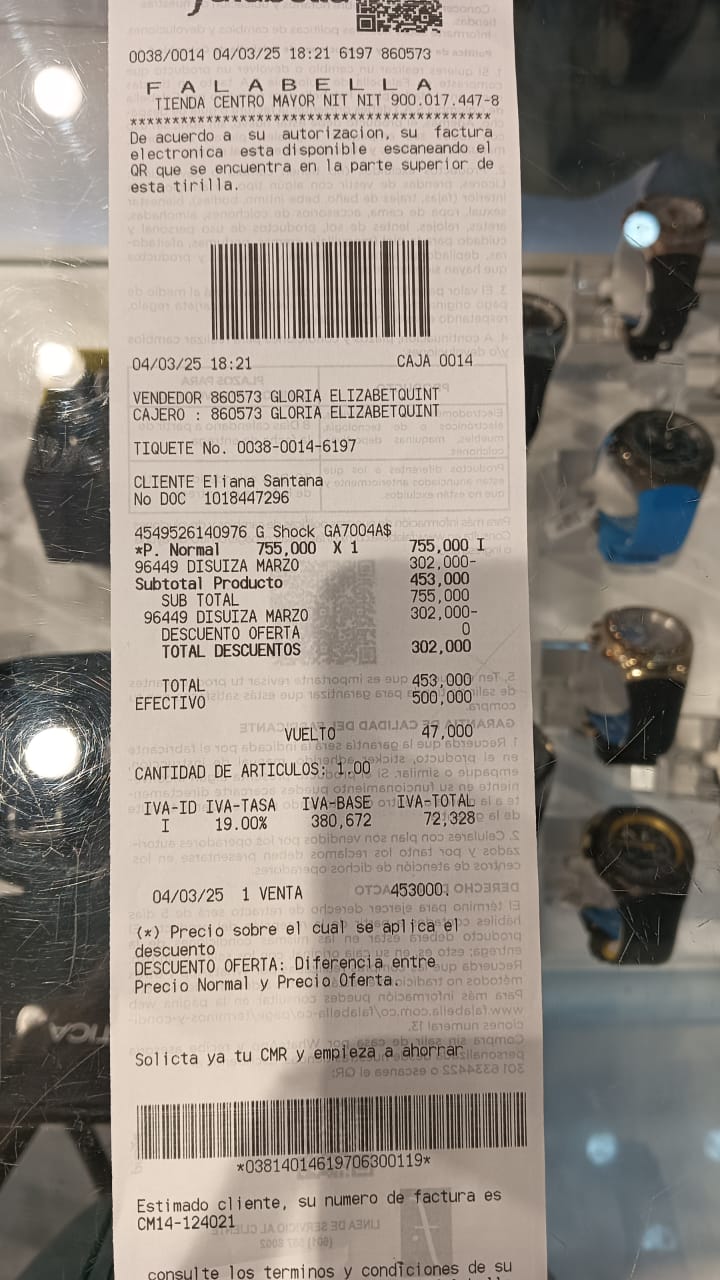 falabella
0038/0014 04/03/25 18:21 6197 860573
F A L A B E L L A
TIENDA CENTRO MAYOR NIT NIT 900.017.447-8
*******************************************
De acuerdo a su autorizacion, su factura
electronica esta disponible escaneando el
QR que se encuentra en la parte superior de
esta tirilla.
04/03/25 18:21 CAJA 0014
VENDEDOR 860573 GLORIA ELIZABETQUINT
CAJERO : 860573 GLORIA ELIZABETQUINT
TIQUETE No. 0038-0014-6197
CLIENTE Eliana Santana
No DOC 1018447296
4549526140976 G Shock GA7004A$
*P. Normal 755,000 X 1 755,000 I
96449 DISUIZA MARZO 302,000-
Subtotal Producto 453,000
SUB TOTAL 755,000
96449 DISUIZA MARZO 302,000-
DESCUENTO OFERTA 0
TOTAL DESCUENTOS 302,000
TOTAL 453,000
EFECTIVO 500,000
VUELTO 47,000
CANTIDAD DE ARTICULOS: 1.00
IVA-ID IVA-TASA IVA-BASE IVA-TOTAL
I 19.00% 380,672 72,328
04/03/25 1 VENTA 453000.
(*) Precio sobre el cual se aplica el
descuento
DESCUENTO OFERTA: Diferencia entre
Precio Normal y Precio Oferta.
Solicta ya tu CMR y empieza a ahorrar
*03814014619706300119*
Estimado cliente, su numero de factura es
CM14-124021
consulte los terminos y condiciones de su